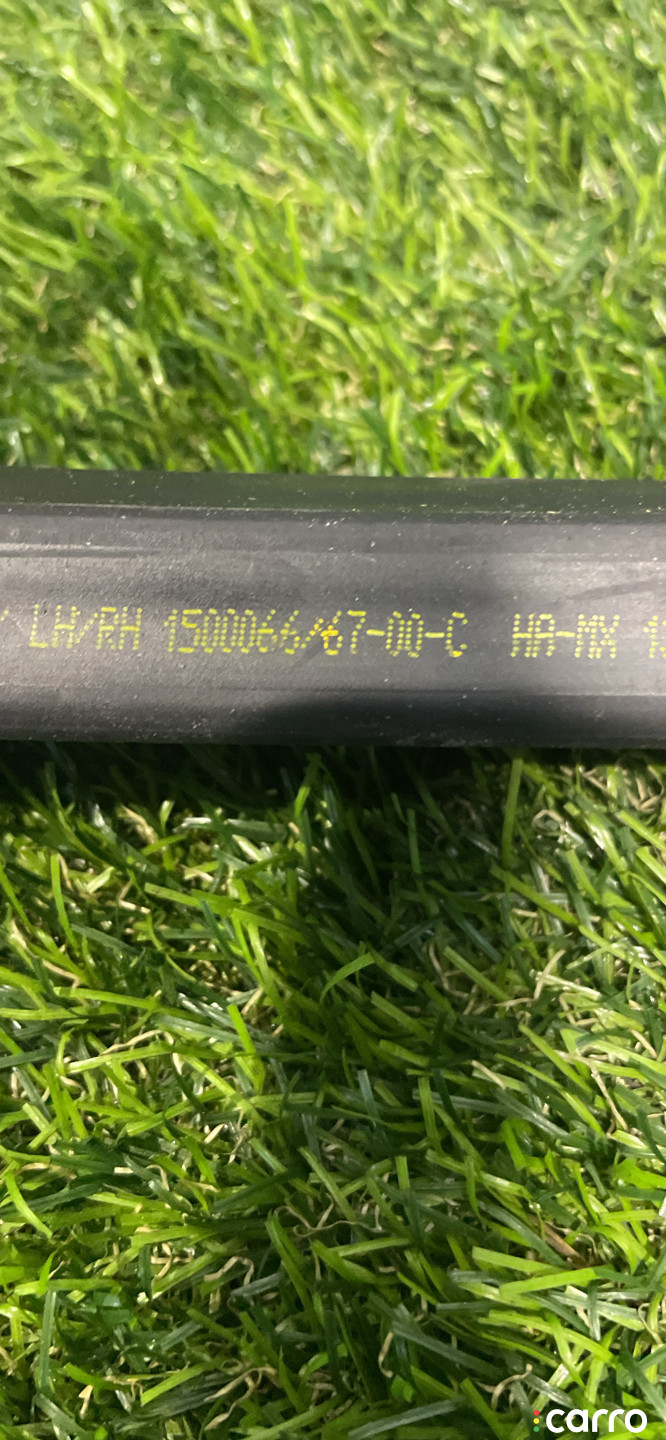 / LH/RH 1500066/67-00-C HA-MX
carro